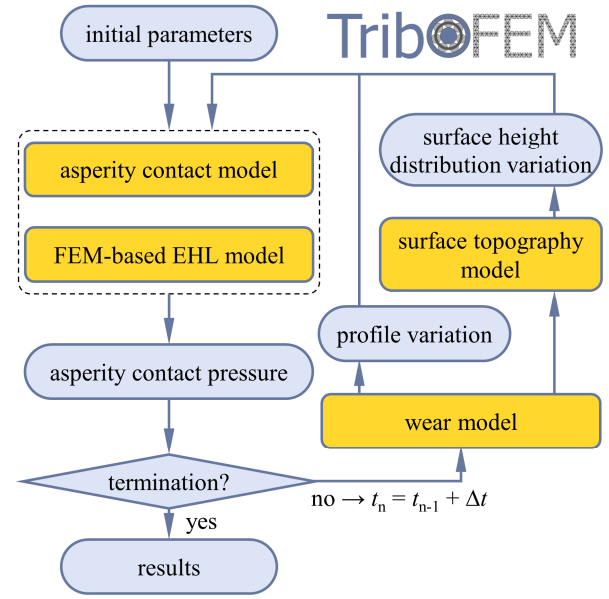 initial parameters
TriboFEM
asperity contact model
FEM-based EHL model
asperity contact pressure
termination?
yes
results
no → tn = tn-1 + Δt
wear model
profile variation
surface topography
model
surface height
distribution variation